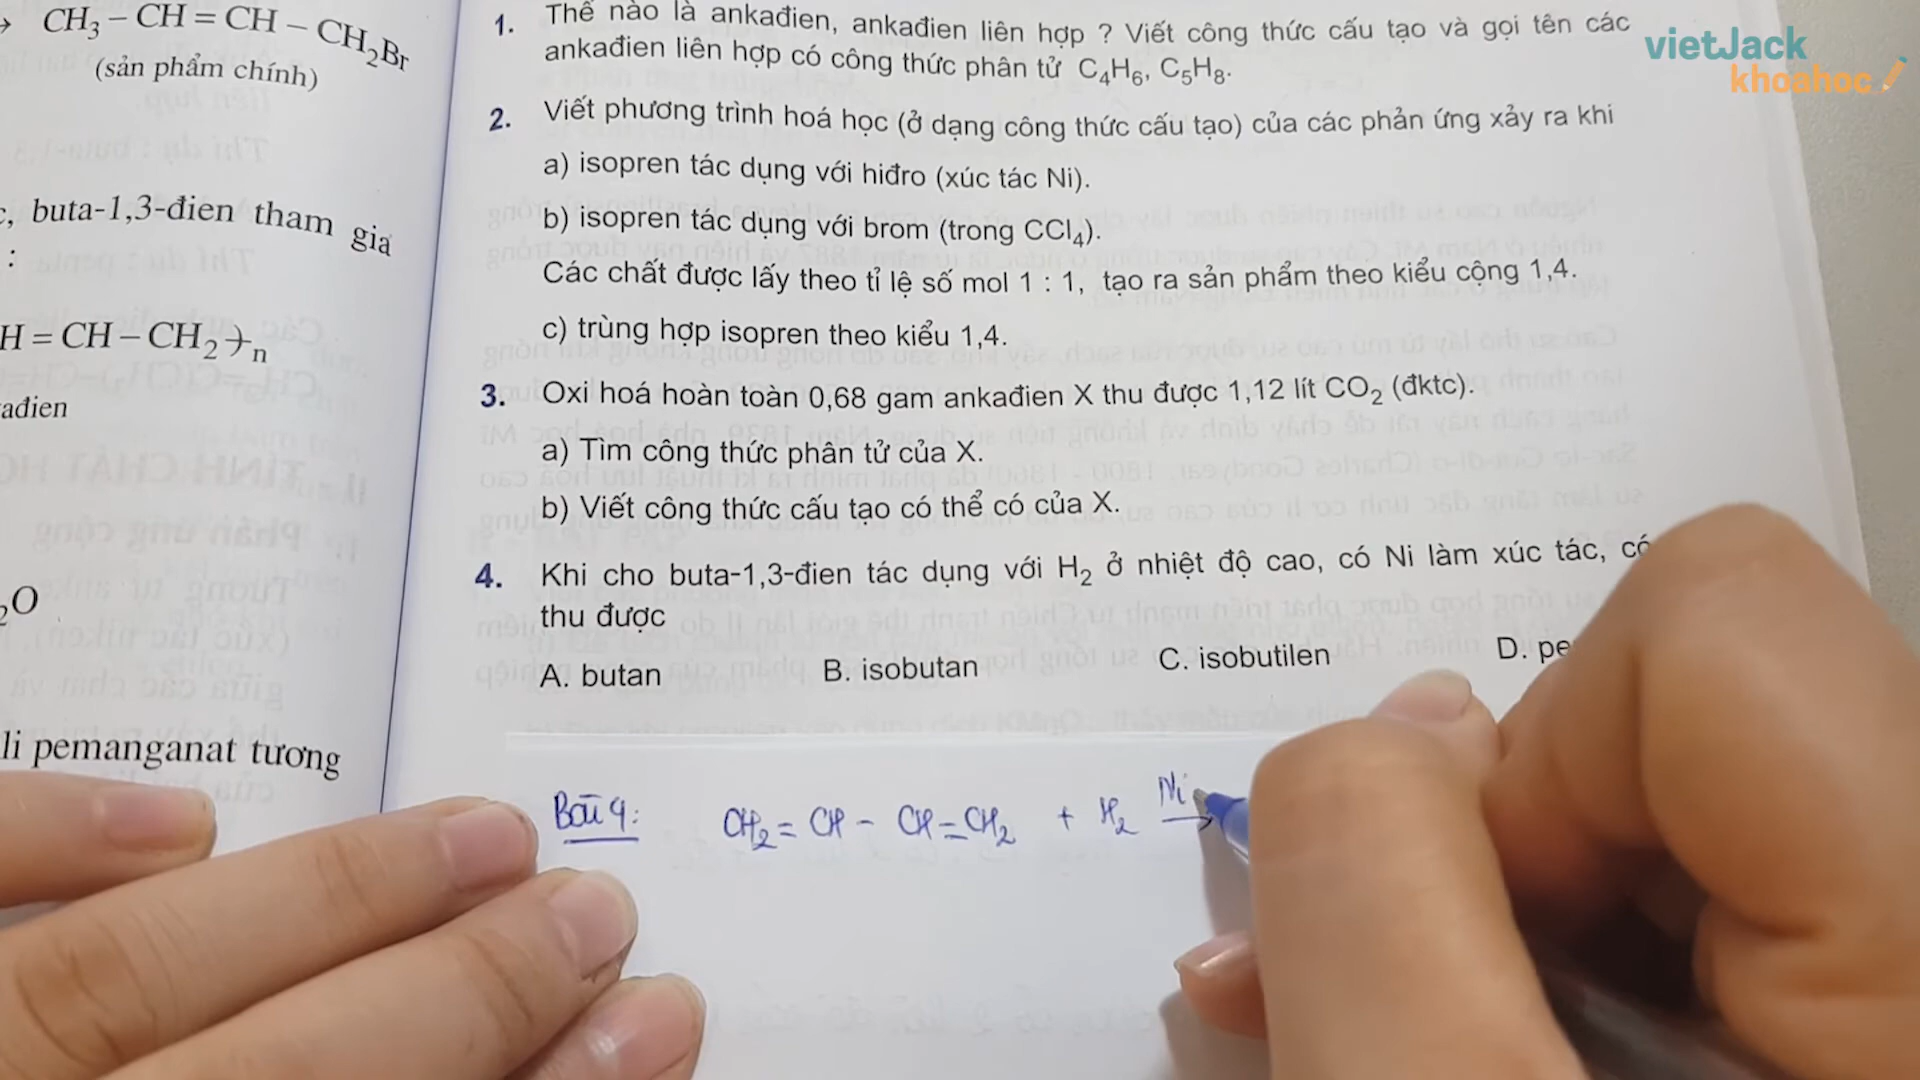 CH3 – CH = CH – CH2Br
(sản phẩm chính)
buta-1,3-đien tham gia
:
H = CH – CH2 )n
ađien
2O
li pemanganat tương
1. Thế nào là ankađien, ankađien liên hợp ? Viết công thức cấu tạo và gọi tên các
ankađien liên hợp có công thức phân tử C4H6, C5H8.
2. Viết phương trình hoá học (ở dạng công thức cấu tạo) của các phản ứng xảy ra khi
a) isopren tác dụng với hiđro (xúc tác Ni).
b) isopren tác dụng với brom (trong CCl4).
Các chất được lấy theo tỉ lệ số mol 1 : 1, tạo ra sản phẩm theo kiểu cộng 1,4.
c) trùng hợp isopren theo kiểu 1,4.
3. Oxi hoá hoàn toàn 0,68 gam ankađien X thu được 1,12 lít CO2 (đktc).
a) Tìm công thức phân tử của X.
b) Viết công thức cấu tạo có thể có của X.
4. Khi cho buta-1,3-đien tác dụng với H2 ở nhiệt độ cao, có Ni làm xúc tác, có
thu được
A. butan B. isobutan C. isobutilen D. pe
Bài 4: CH2 = CH – CH = CH2 + H2 Ni →
vietJack
khoahoc